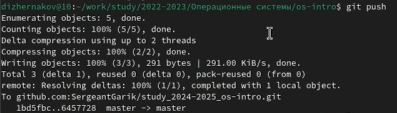 dizhernakov@10:~/work/study/2022-2023/Операционные системы/os-intro$ git push
Enumerating objects: 5, done.
Counting objects: 100% (5/5), done.
Delta compression using up to 2 threads
Compressing objects: 100% (2/2), done.
Writing objects: 100% (3/3), 291 bytes | 291.00 KiB/s, done.
Total 3 (delta 1), reused 0 (delta 0), pack-reused 0 (from 0)
remote: Resolving deltas: 100% (1/1), completed with 1 local object.
To github.com:SergeantGarik/study_2024-2025_os-intro.git
1bd5fbc..6457728 master -> master